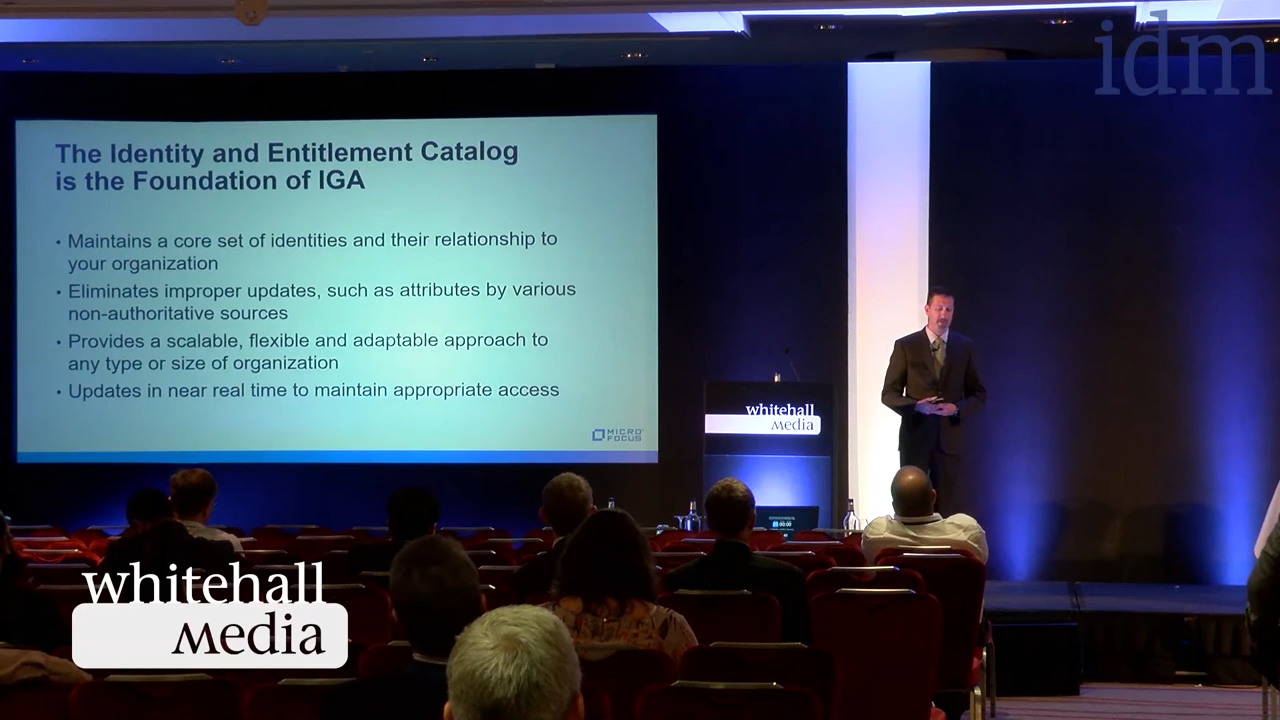 idm
The Identity and Entitlement Catalog
is the Foundation of IGA
• Maintains a core set of identities and their relationship to
your organization
• Eliminates improper updates, such as attributes by various
non-authoritative sources
• Provides a scalable, flexible and adaptable approach to
any type or size of organization
• Updates in near real time to maintain appropriate access
MICRO
FOCUS
whitehall
Media
whitehall
Media